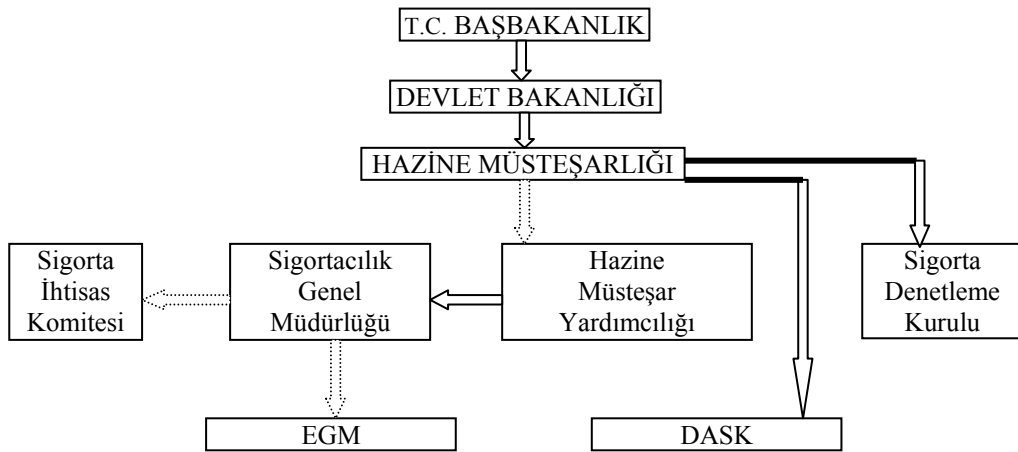 T.C. BAŞBAKANLIK
DEVLET BAKANLIĞI
HAZİNE MÜSTEŞARLIĞI
Sigorta
İhtisas
Komitesi
Sigortacılık
Genel
Müdürlüğü
Hazine
Müsteşar
Yardımcılığı
Sigorta
Denetleme
Kurulu
EGM
DASK